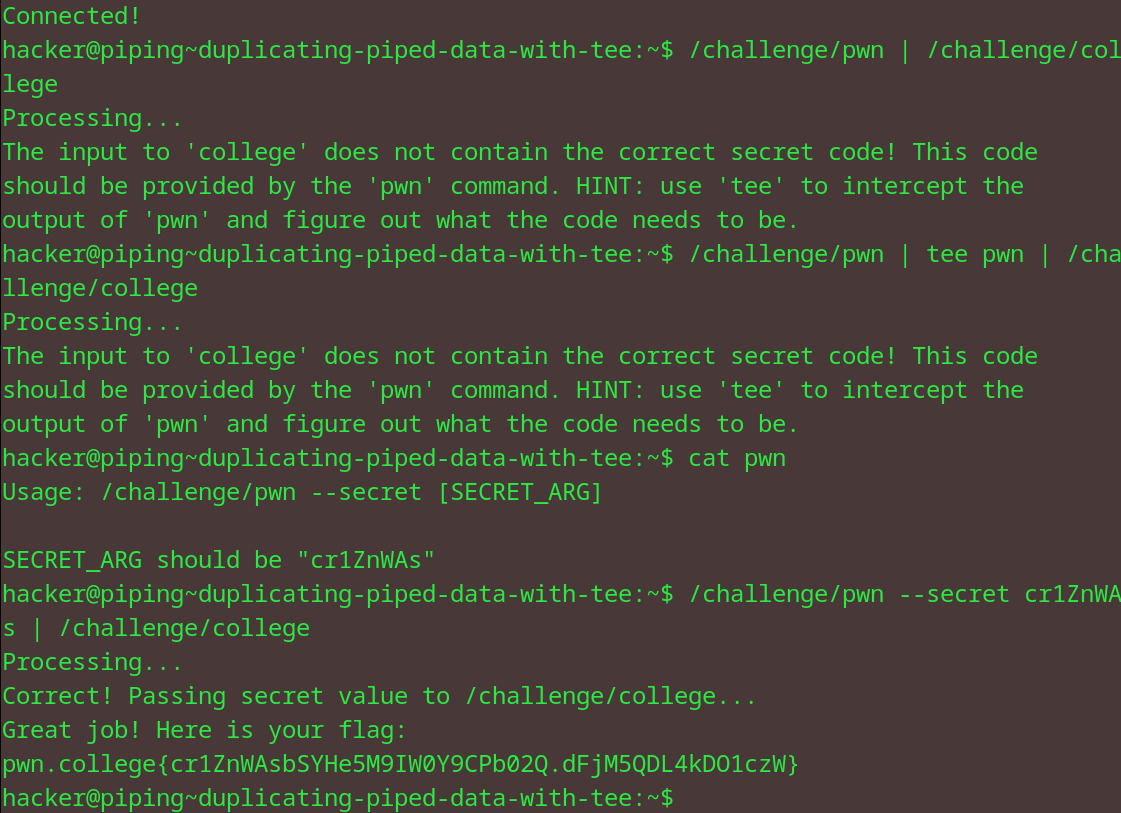 Connected!
hacker@piping~duplicating-piped-data-with-tee:~$ /challenge/pwn | /challenge/col
lege
Processing...
The input to 'college' does not contain the correct secret code! This code
should be provided by the 'pwn' command. HINT: use 'tee' to intercept the
output of 'pwn' and figure out what the code needs to be.
hacker@piping~duplicating-piped-data-with-tee:~$ /challenge/pwn | tee pwn | /cha
llenge/college
Processing...
The input to 'college' does not contain the correct secret code! This code
should be provided by the 'pwn' command. HINT: use 'tee' to intercept the
output of 'pwn' and figure out what the code needs to be.
hacker@piping~duplicating-piped-data-with-tee:~$ cat pwn
Usage: /challenge/pwn --secret [SECRET_ARG]

SECRET_ARG should be "cr1ZnWAs"
hacker@piping~duplicating-piped-data-with-tee:~$ /challenge/pwn --secret cr1ZnWA
s | /challenge/college
Processing...
Correct! Passing secret value to /challenge/college...
Great job! Here is your flag:
pwn.college{cr1ZnWAsbSYHe5M9IW0Y9CPb02Q.dFjM5QDL4kDO1czW}
hacker@piping~duplicating-piped-data-with-tee:~$